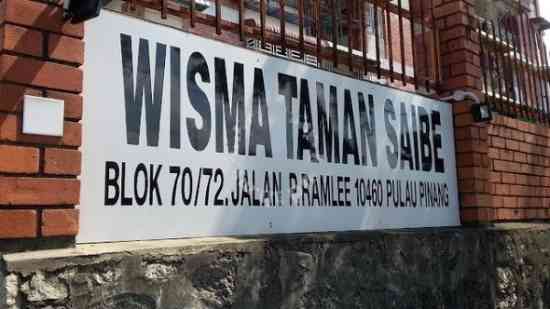 WISMA TAMAN SAIBE
BLOK 70/72, JALAN P.RAMLEE 10460 PULAU PINANG